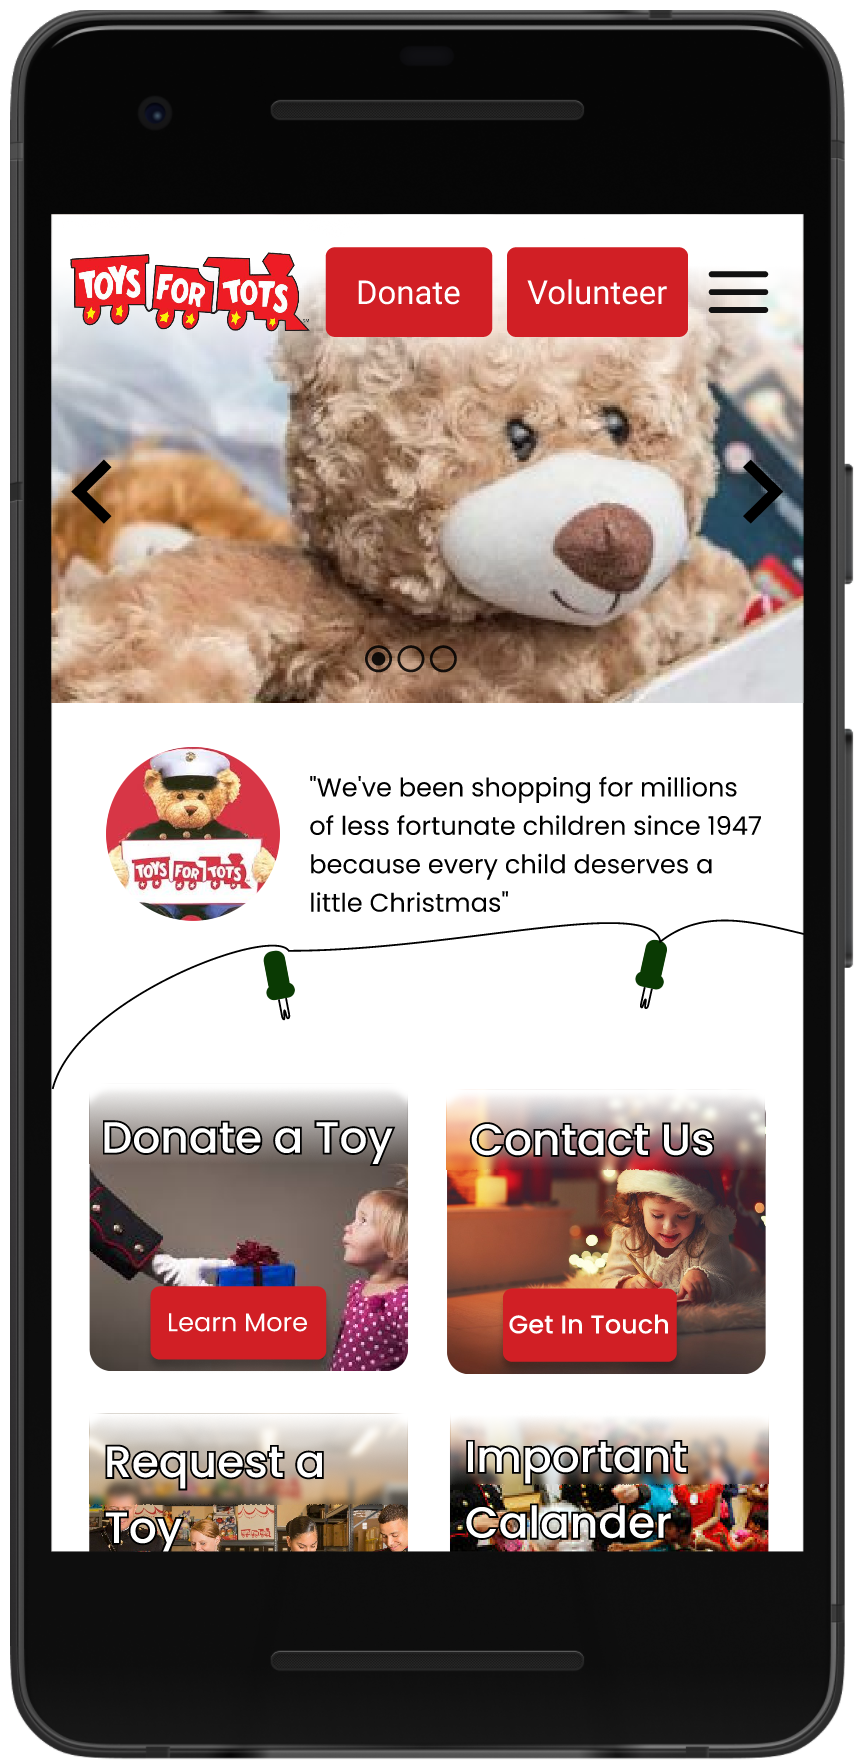 TOYS FOR TOTS
Donate
Volunteer
TOYS FOR TOTS
"We've been shopping for millions
of less fortunate children since 1947
because every child deserves a
little Christmas"
Donate a Toy
Contact Us
Learn More
Get In Touch
Request a
Toy
Important
Calander